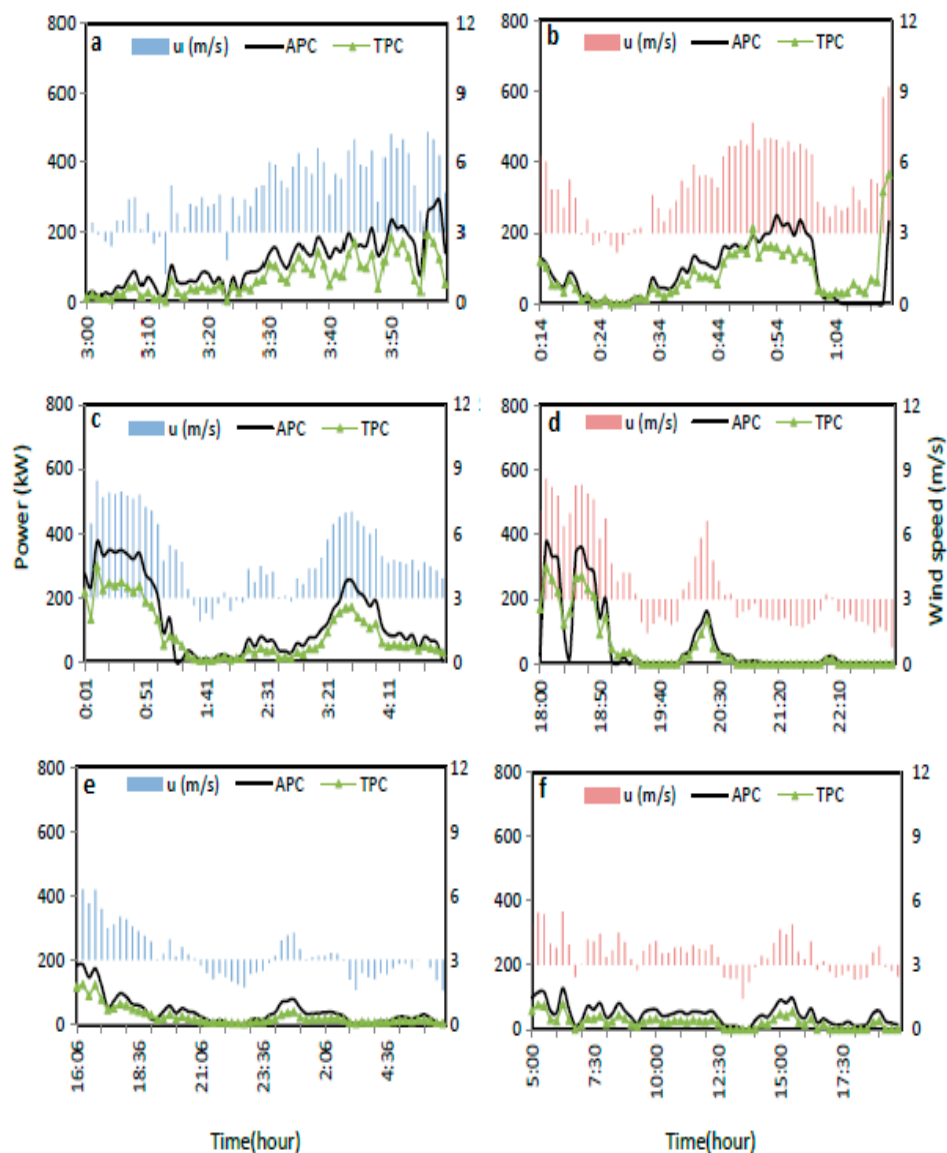 a
u (m/s) APC TPC
800
600
400
200
0
12
9
6
3
0
3:00 3:10 3:20 3:30 3:40 3:50
b
u (m/s) APC TPC
800
600
400
200
0
12
9
6
3
0
0:14 0:24 0:34 0:44 0:54 1:04
c
u (m/s) APC TPC
800
600
400
200
0
12
9
6
3
0
0:01 0:51 1:41 2:31 3:21 4:11
d
u (m/s) APC TPC
800
600
400
200
0
12
9
6
3
0
18:00 18:50 19:40 20:30 21:20 22:10
Power (kW)
Wind speed (m/s)
e
u (m/s) APC TPC
800
600
400
200
0
12
9
6
3
0
16:06 18:36 21:06 23:36 2:06 4:36
f
u (m/s) APC TPC
800
600
400
200
0
12
9
6
3
0
5:00 7:30 10:00 12:30 15:00 17:30
Time(hour)
Time(hour)